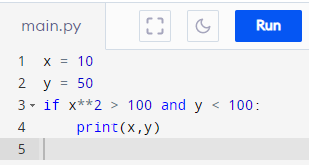 main.py
Run
1 x = 10
2 y = 50
3 if x**2 > 100 and y < 100:
4     print(x,y)
5